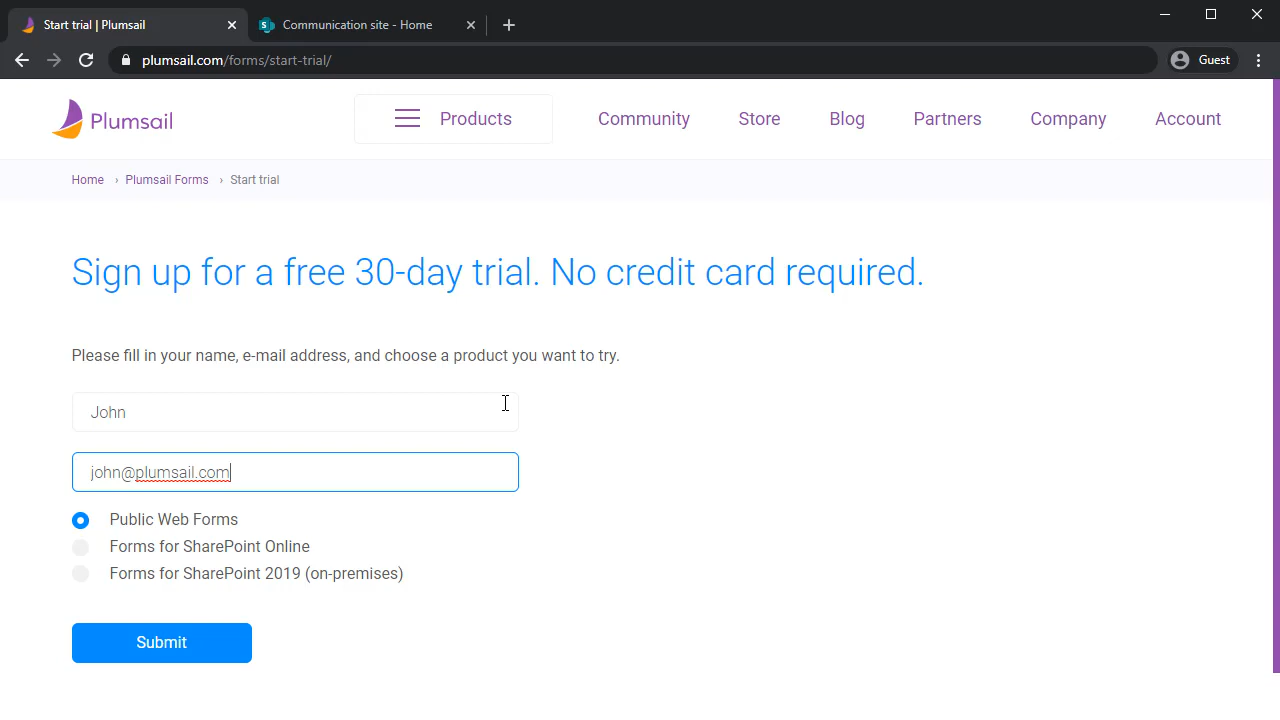 Start trial | Plumsail
S
Communication site - Home
plumsail.com/forms/start-trial/
Guest
Plumsail
Products
Community
Store
Blog
Partners
Company
Account
Home › Plumsail Forms › Start trial
Sign up for a free 30-day trial. No credit card required.
Please fill in your name, e-mail address, and choose a product you want to try.
John
john@plumsail.com
Public Web Forms
Forms for SharePoint Online
Forms for SharePoint 2019 (on-premises)
Submit